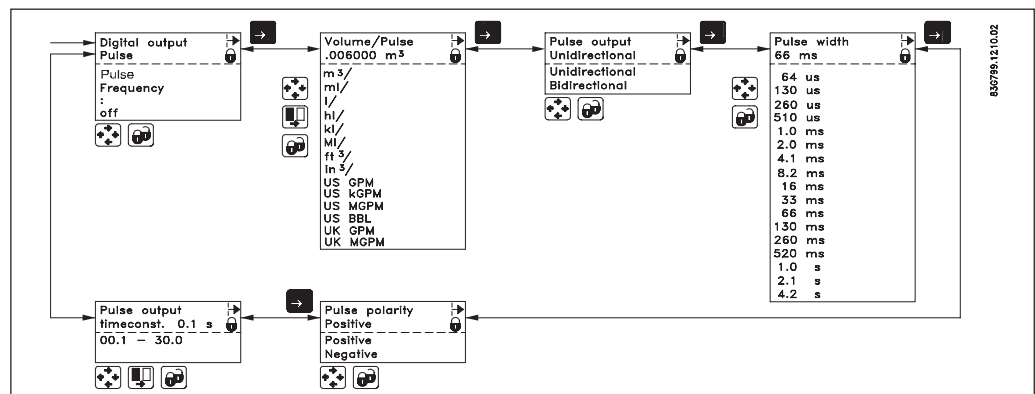 Digital output
Pulse
Pulse
Frequency
:
off
Volume/Pulse
.006000 m³
m³/
ml/
l/
hl/
kl/
Ml/
ft³/
in³/
US GPM
US kGPM
US MGPM
US BBL
UK GPM
UK MGPM
Pulse output
Unidirectional
Unidirectional
Bidirectional
Pulse width
66 ms
64 us
130 us
260 us
510 us
1.0 ms
2.0 ms
4.1 ms
8.2 ms
16 ms
33 ms
66 ms
130 ms
260 ms
520 ms
1.0 s
2.1 s
4.2 s
83G799.1210.02
Pulse output
timeconst. 0.1 s
00.1 – 30.0
Pulse polarity
Positive
Positive
Negative